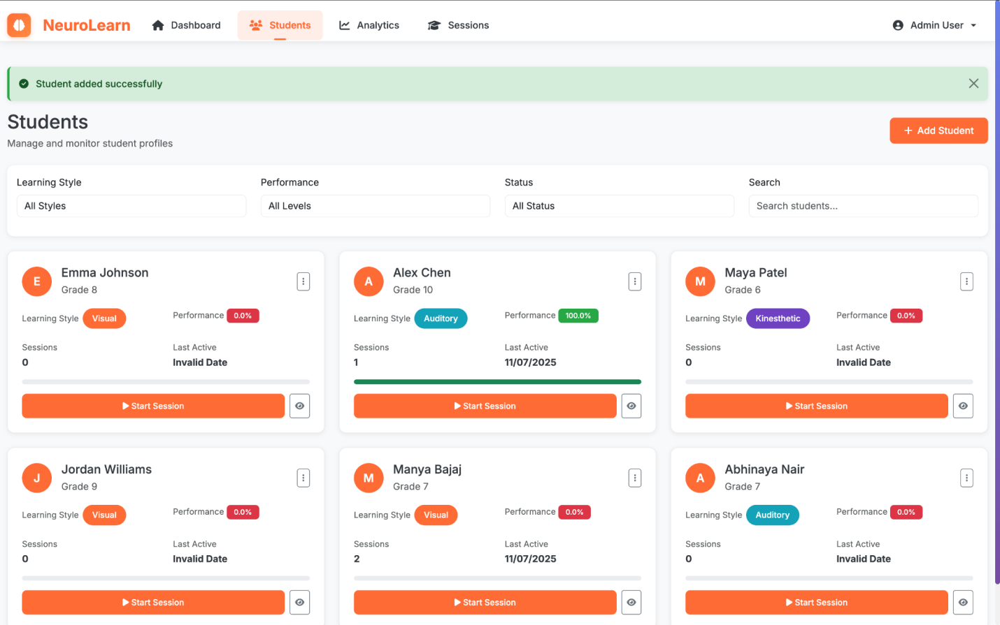 NeuroLearn Dashboard Students Analytics Sessions Admin User
Student added successfully
Students
Manage and monitor student profiles
+ Add Student
Learning Style Performance Status Search
All Styles All Levels All Status Search students...
E Emma Johnson
Grade 8
Learning Style Visual Performance 0.0%
Sessions Last Active
0 Invalid Date
Start Session
A Alex Chen
Grade 10
Learning Style Auditory Performance 100.0%
Sessions Last Active
1 11/07/2025
Start Session
M Maya Patel
Grade 6
Learning Style Kinesthetic Performance 0.0%
Sessions Last Active
0 Invalid Date
Start Session
J Jordan Williams
Grade 9
Learning Style Visual Performance 0.0%
Sessions Last Active
0 Invalid Date
Start Session
M Manya Bajaj
Grade 7
Learning Style Visual Performance 0.0%
Sessions Last Active
2 11/07/2025
Start Session
A Abhinaya Nair
Grade 7
Learning Style Auditory Performance 0.0%
Sessions Last Active
0 Invalid Date
Start Session